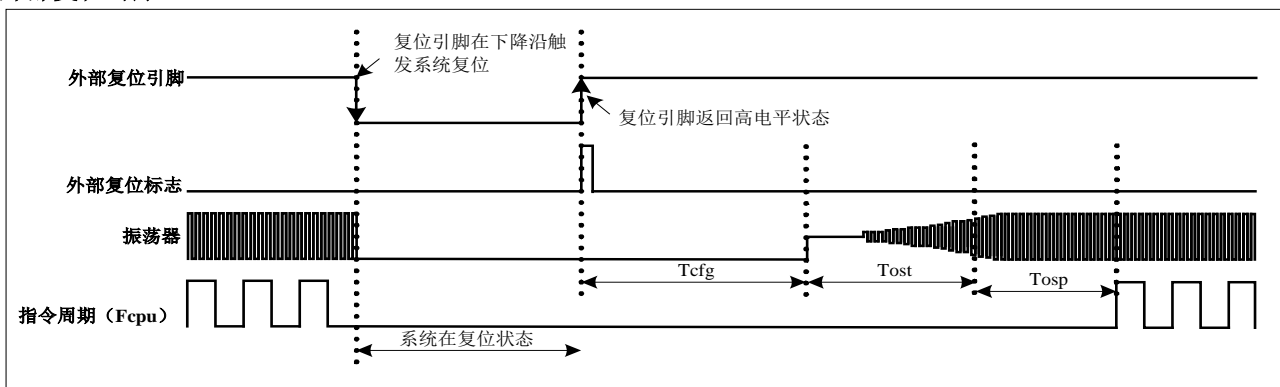 复位引脚在下降沿触
发系统复位
外部复位引脚
复位引脚返回高电平状态
外部复位标志
振荡器
Tcfg
Tost
Tosp
指令周期（Fcpu）
系统在复位状态